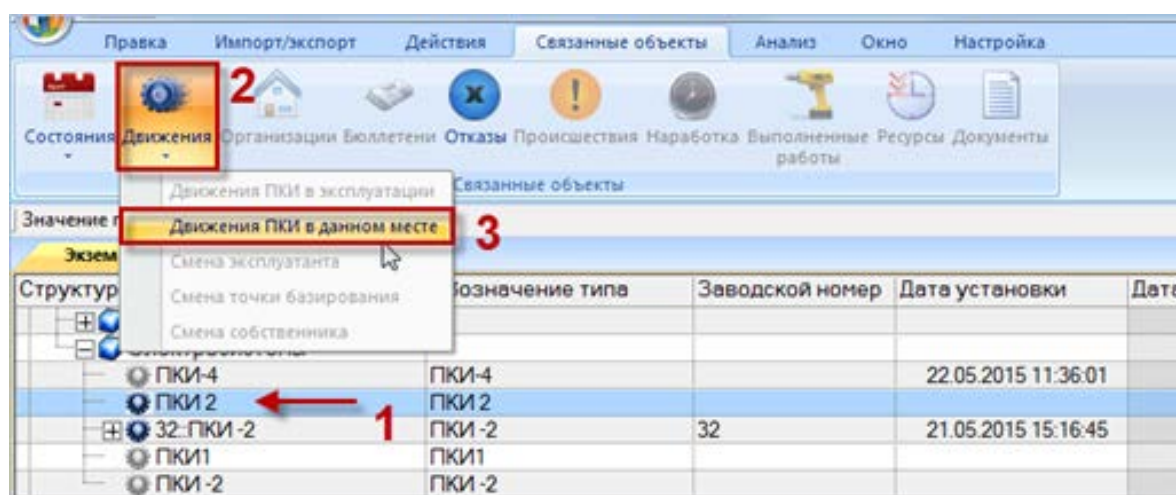 Правка Импорт/экспорт Действия Связанные объекты Анализ Окно Настройка
2
Состояния Движения Организации Бюллетени Отказы Происшествия Наработка Выполненные работы Ресурсы Документы
Связанные объекты
Движения ПКИ в эксплуатации
Значение
Движения ПКИ в данном месте 3
Экзем
Смена эксплуатанта
Структур Смена точки базирования означение типа Заводской номер Дата установки Дата
Смена собственника
ПКИ-4 ПКИ-4 22.05.2015 11:36:01
ПКИ 2 1 ПКИ 2
32::ПКИ -2 ПКИ -2 32 21.05.2015 15:16:45
ПКИ1 ПКИ1
ПКИ -2 ПКИ -2